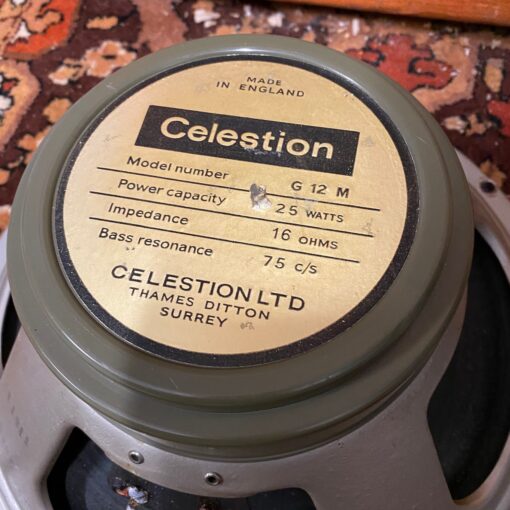 MADE
IN ENGLAND
Celestion
Model number G 12 M
Power capacity 25 WATTS
Impedance 16 OHMS
Bass resonance 75 c/s
CELESTION LTD
THAMES DITTON
SURREY